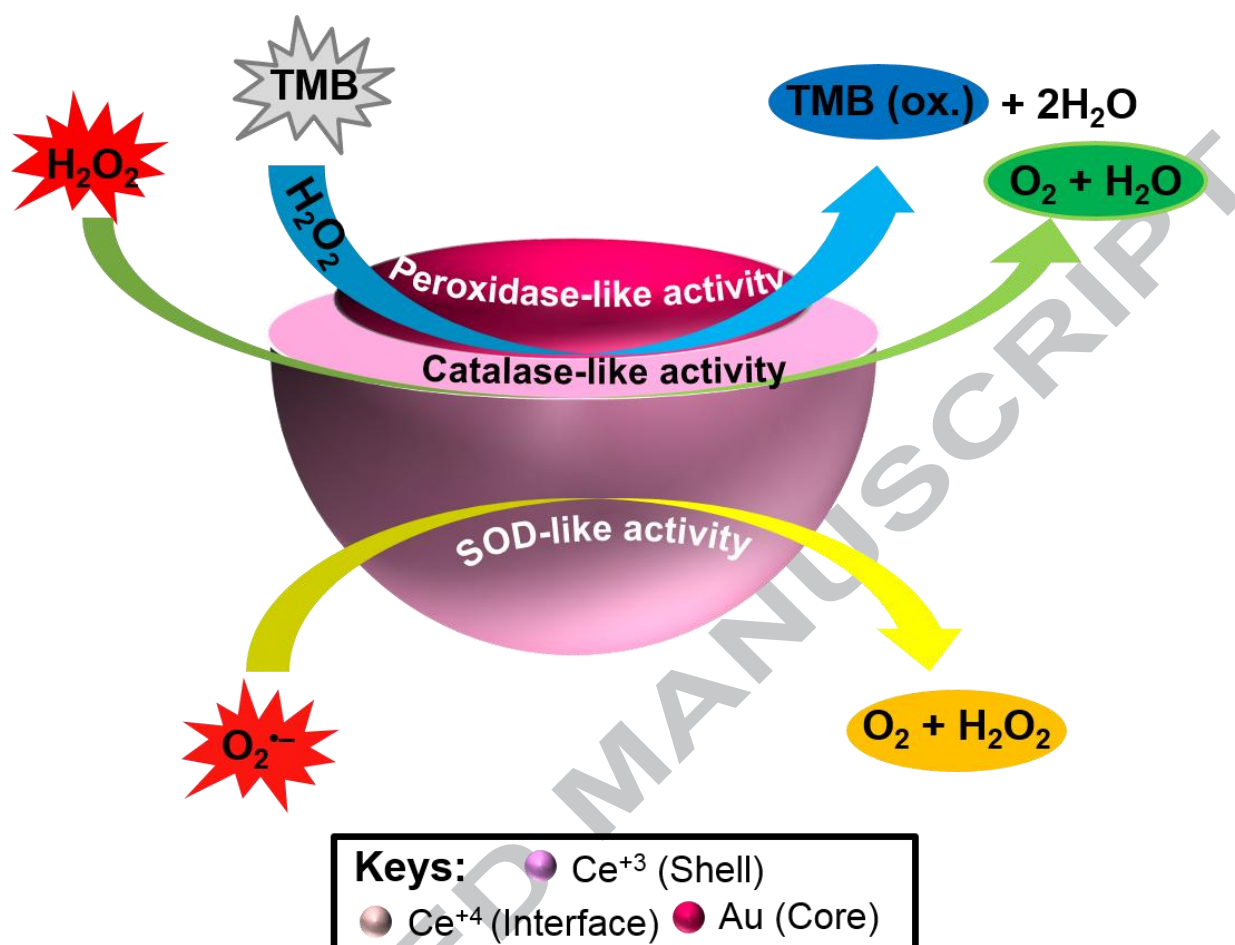 TMB
H₂O₂
H₂O₂
TMB (ox.) + 2H₂O
O₂ + H₂O
Peroxidase-like activity
Catalase-like activity
SOD-like activity
O₂•−
O₂ + H₂O₂
Keys: Ce⁺³ (Shell)
Ce⁺⁴ (Interface) Au (Core)
ED MANUSCRIPT